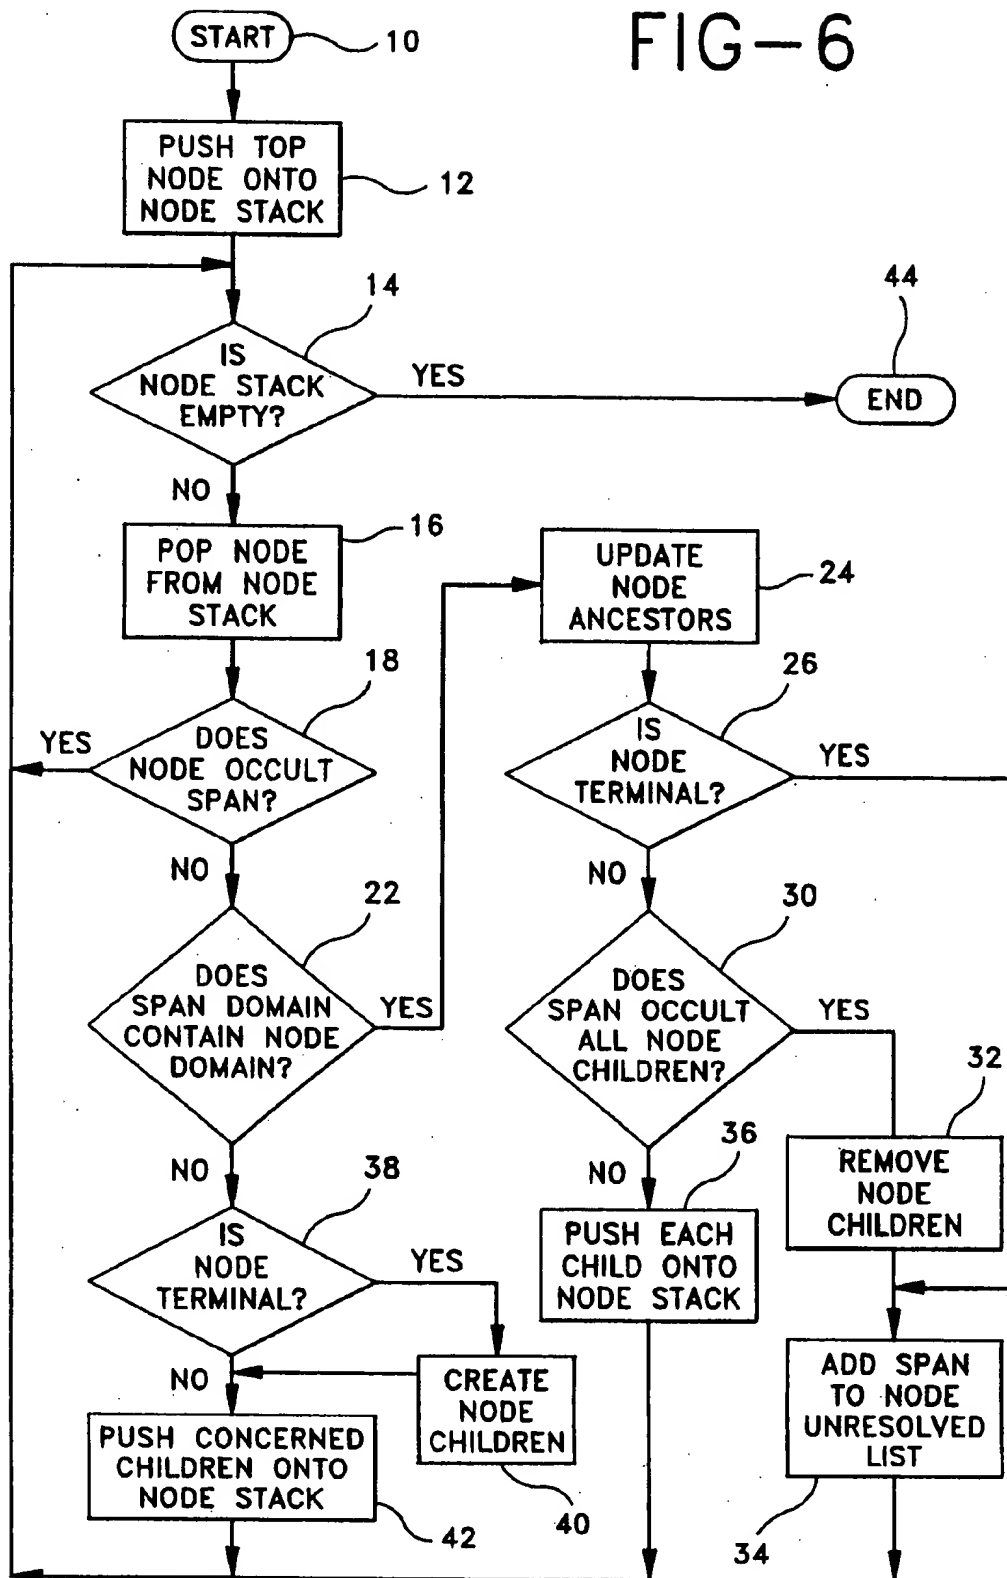 FIG-6
START
10
PUSH TOP
NODE ONTO
NODE STACK
12
IS
NODE STACK
EMPTY?
14
YES
END
44
NO
POP NODE
FROM NODE
STACK
16
DOES
NODE OCCULT
SPAN?
18
YES
NO
DOES
SPAN DOMAIN
CONTAIN NODE
DOMAIN?
22
YES
NO
IS
NODE
TERMINAL?
38
YES
NO
CREATE
NODE
CHILDREN
40
PUSH CONCERNED
CHILDREN ONTO
NODE STACK
42
UPDATE
NODE
ANCESTORS
24
IS
NODE
TERMINAL?
26
YES
NO
DOES
SPAN OCCULT
ALL NODE
CHILDREN?
30
YES
NO
PUSH EACH
CHILD ONTO
NODE STACK
36
REMOVE
NODE
CHILDREN
32
ADD SPAN
TO NODE
UNRESOLVED
LIST
34